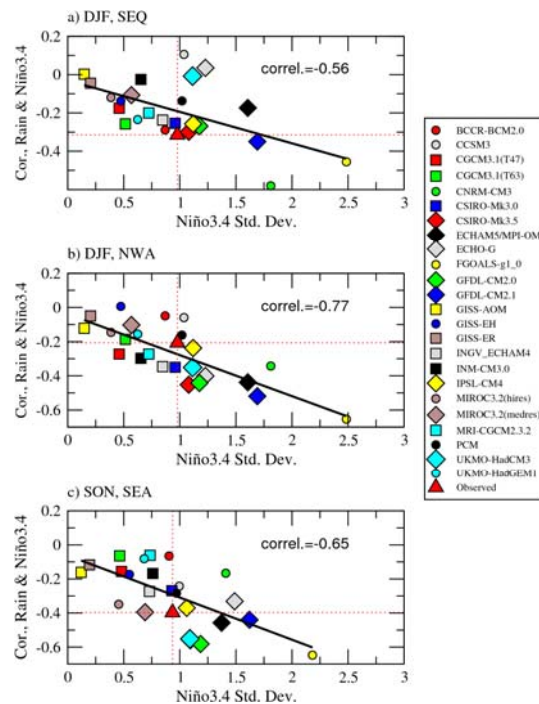 a) DJF, SEQ
0.2
0
-0.2
-0.4
-0.6
Cor., Rain & Niño3.4
correl.=-0.56
0 0.5 1 1.5 2 2.5 3
Niño3.4 Std. Dev.
b) DJF, NWA
0.2
0
-0.2
-0.4
-0.6
Cor., Rain & Niño3.4
correl.=-0.77
0 0.5 1 1.5 2 2.5 3
Niño3.4 Std. Dev.
c) SON, SEA
0.2
0
-0.2
-0.4
-0.6
Cor., Rain & Niño3.4
correl.=-0.65
0 0.5 1 1.5 2 2.5 3
Niño3.4 Std. Dev.
BCCR-BCM2.0
CCSM3
CGCM3.1(T47)
CGCM3.1(T63)
CNRM-CM3
CSIRO-Mk3.0
CSIRO-Mk3.5
ECHAM5/MPI-OM
ECHO-G
FGOALS-g1_0
GFDL-CM2.0
GFDL-CM2.1
GISS-AOM
GISS-EH
GISS-ER
INGV_ECHAM4
INM-CM3.0
IPSL-CM4
MIROC3.2(hires)
MIROC3.2(medres)
MRI-CGCM2.3.2
PCM
UKMO-HadCM3
UKMO-HadGEM1
Observed